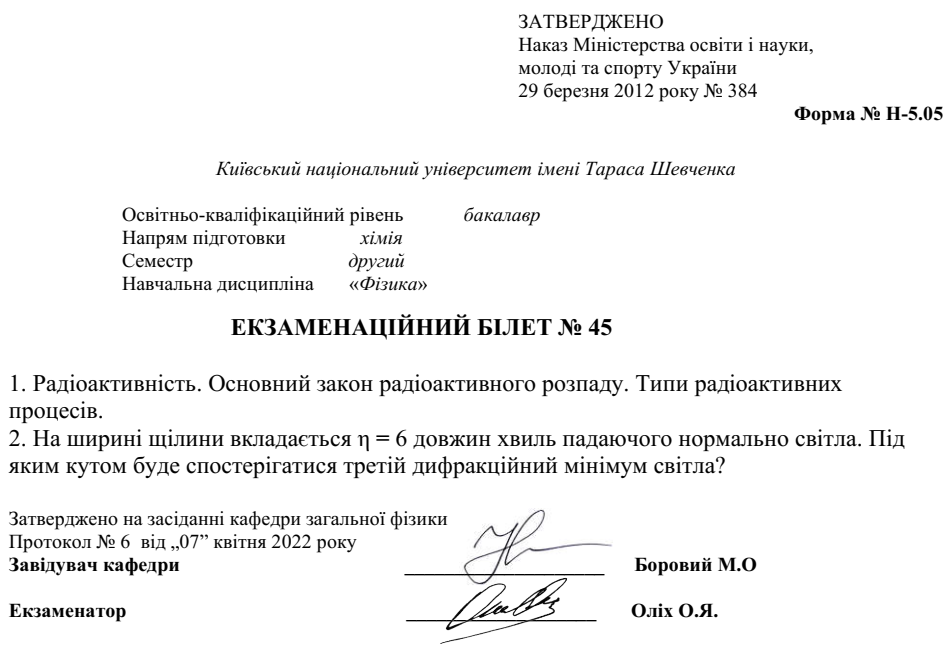 ЗАТВЕРДЖЕНО
Наказ Міністерства освіти і науки,
молоді та спорту України
29 березня 2012 року № 384
Форма № Н-5.05
Київський національний університет імені Тараса Шевченка
Освітньо-кваліфікаційний рівень бакалавр
Напрям підготовки хімія
Семестр другий
Навчальна дисципліна «Фізика»
ЕКЗАМЕНАЦІЙНИЙ БІЛЕТ № 45
1. Радіоактивність. Основний закон радіоактивного розпаду. Типи радіоактивних
процесів.
2. На ширині щілини вкладається η = 6 довжин хвиль падаючого нормально світла. Під
яким кутом буде спостерігатися третій дифракційний мінімум світла?
Затверджено на засіданні кафедри загальної фізики
Протокол № 6 від „07” квітня 2022 року
Завідувач кафедри Боровий М.О
Екзаменатор Оліх О.Я.